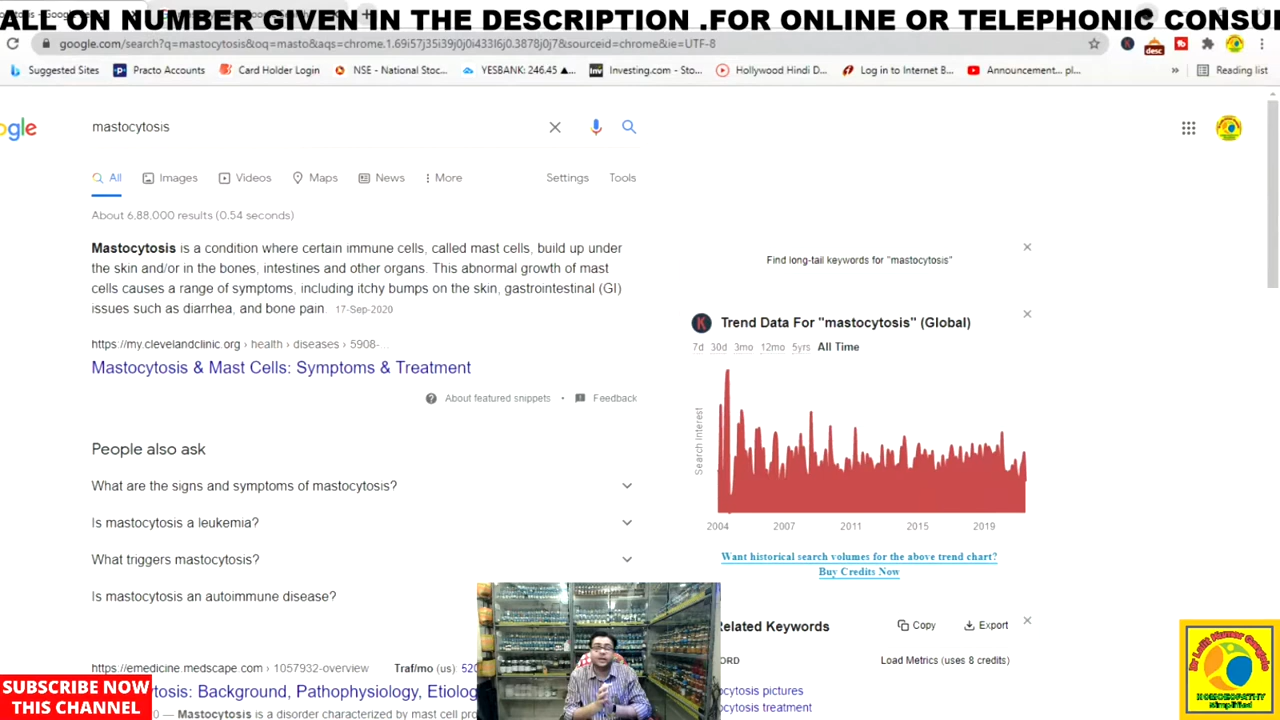 ALL ON NUMBER GIVEN IN THE DESCRIPTION .FOR ONLINE OR TELEPHONIC CONSU
google.com/search?q=mastocytosis&oq=masto&aqs=chrome.1.69i57j35i39j0j0i433l6j0.3878j0j7&sourceid=chrome&ie=UTF-8
desc
Suggested Sites Practo Accounts Card Holder Login NSE - National Stoc... YESBANK: 246.45 ▲... Inv Investing.com - Sto... Hollywood Hindi D... Log in to Internet B... Announcement... pl... » Reading list
ogle mastocytosis
All Images Videos Maps News More Settings Tools
About 6,88,000 results (0.54 seconds)
Mastocytosis is a condition where certain immune cells, called mast cells, build up under
the skin and/or in the bones, intestines and other organs. This abnormal growth of mast
cells causes a range of symptoms, including itchy bumps on the skin, gastrointestinal (GI)
issues such as diarrhea, and bone pain 17-Sep-2020
https://my.clevelandclinic.org › health › diseases › 5908-...
Mastocytosis & Mast Cells: Symptoms & Treatment
About featured snippets • Feedback
People also ask
What are the signs and symptoms of mastocytosis?
Is mastocytosis a leukemia?
What triggers mastocytosis?
Is mastocytosis an autoimmune disease?
https://emedicine.medscape.com › 1057932-overview Traf/mo (us): 520
tosis: Background, Pathophysiology, Etiolog
— Mastocytosis is a disorder characterized by mast cell pro
Find long-tail keywords for "mastocytosis"
K Trend Data For "mastocytosis" (Global)
7d 30d 3mo 12mo 5yrs All Time
Search Interest
2004 2007 2011 2015 2019
Want historical search volumes for the above trend chart?
Buy Credits Now
elated Keywords Copy Export
ORD Load Metrics (uses 8 credits)
ocytosis pictures
ocytosis treatment
SUBSCRIBE NOW
THIS CHANNEL
HOMOEOPATHY
Simplified